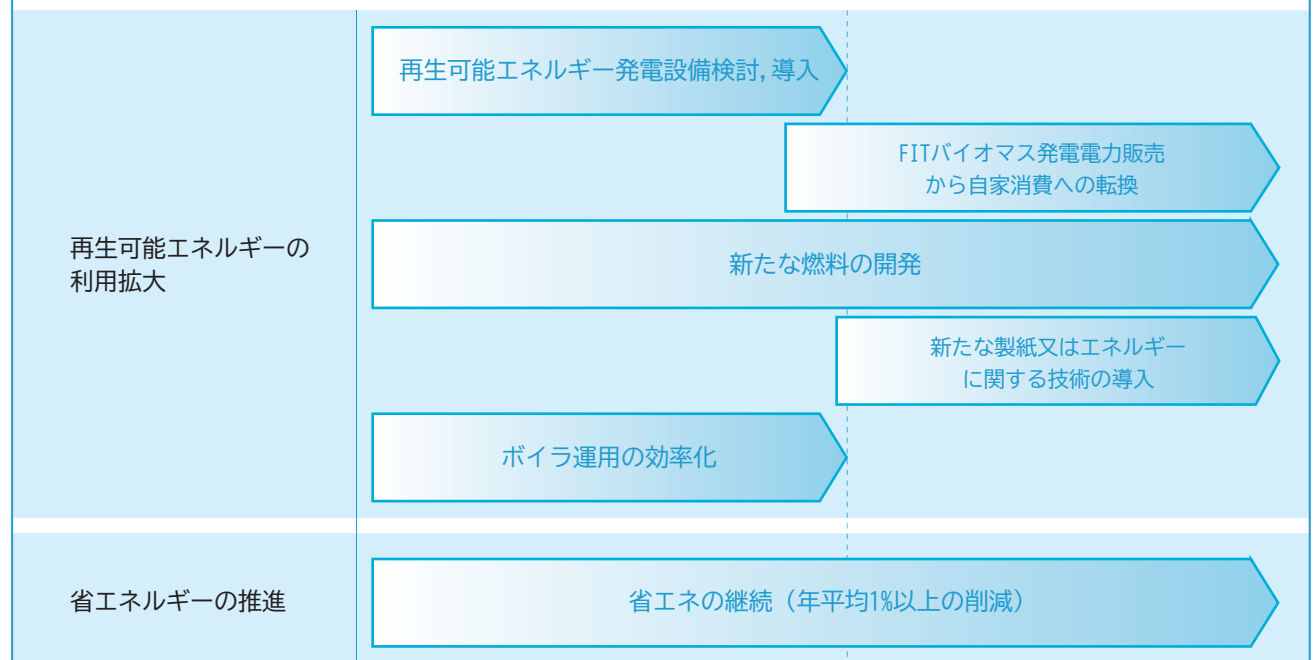 再生可能エネルギーの
利用拡大
再生可能エネルギー発電設備検討, 導入
FITバイオマス発電電力販売
から自家消費への転換
新たな燃料の開発
新たな製紙又はエネルギー
に関する技術の導入
ボイラ運用の効率化
省エネルギーの推進
省エネの継続（年平均1%以上の削減）